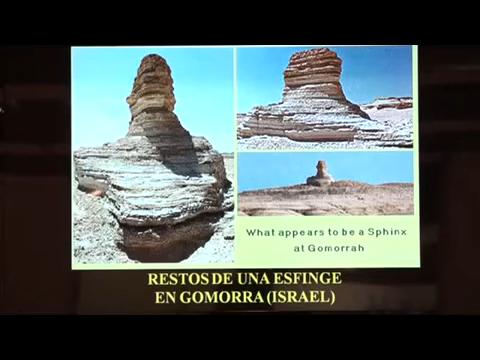 What appears to be a Sphinx
at Gomorrah
RESTOS DE UNA ESFINGE
EN GOMORRA (ISRAEL)